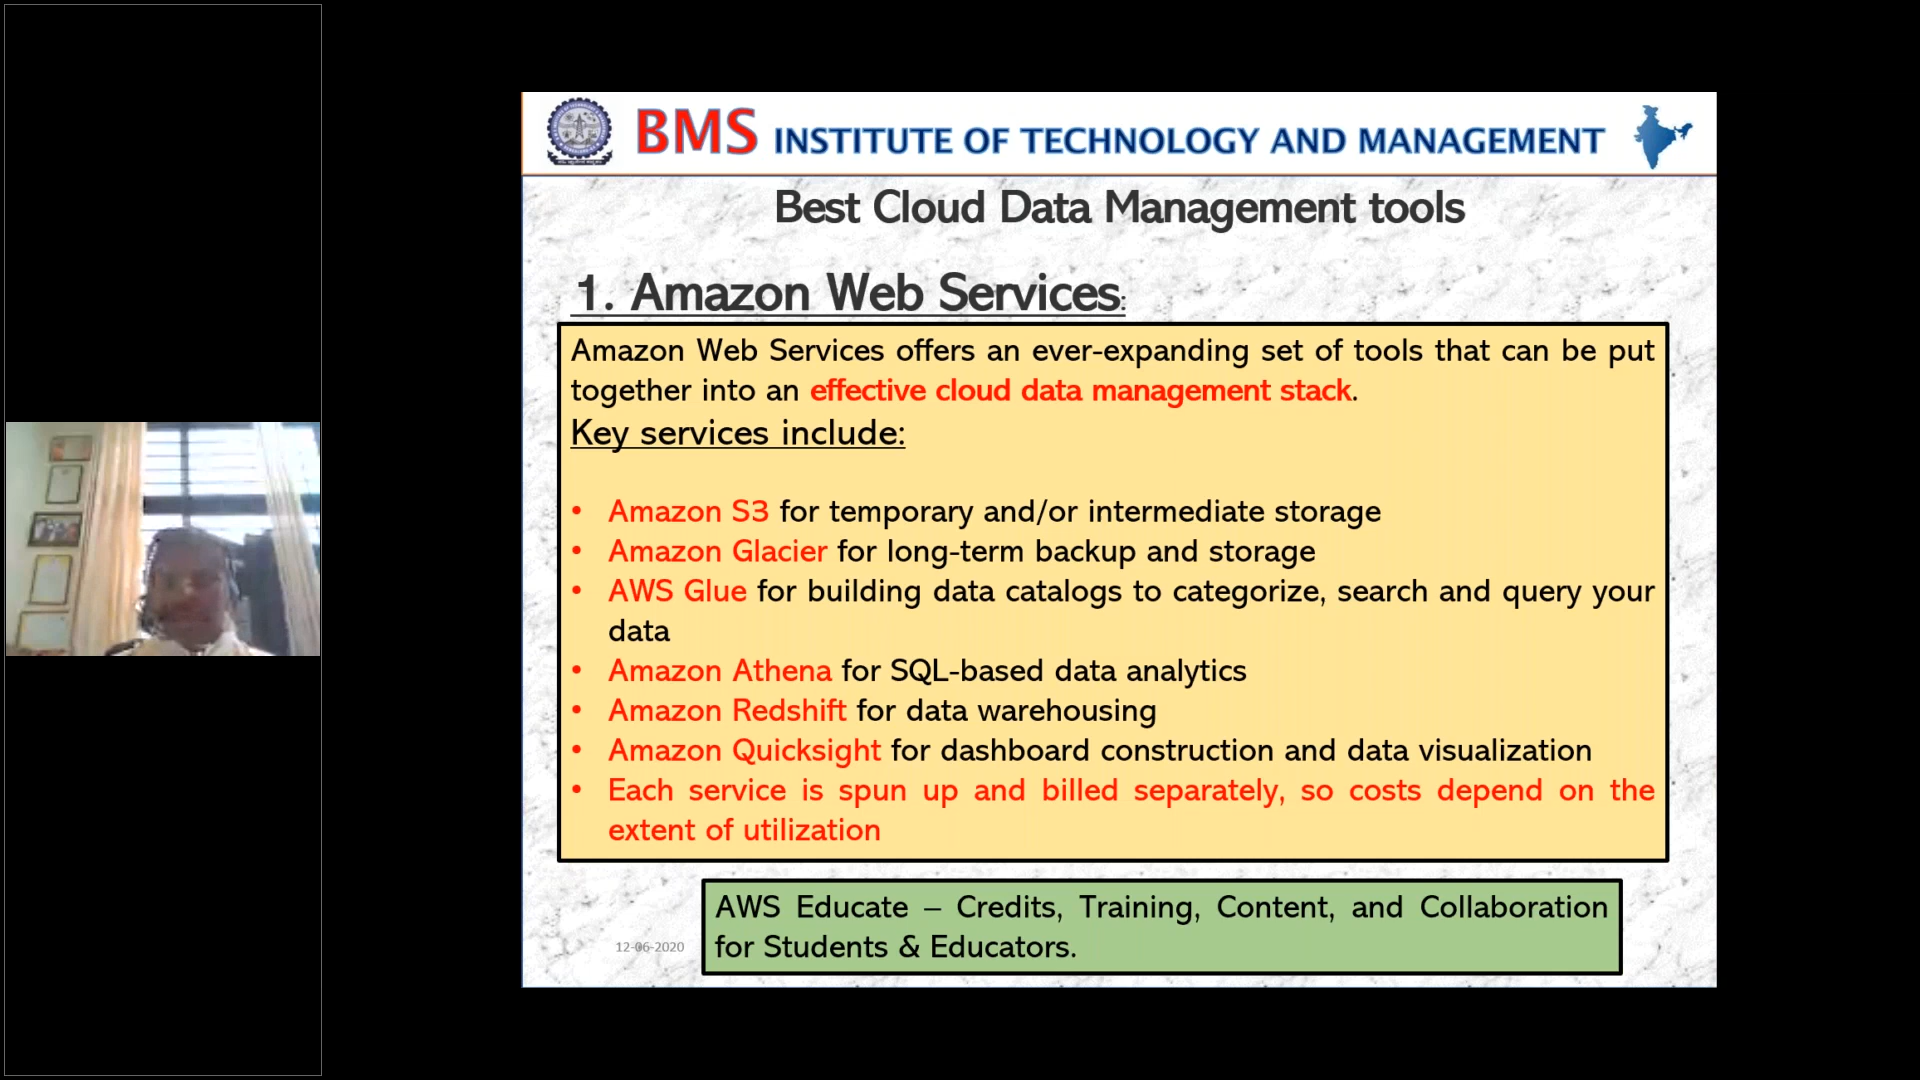 BMS INSTITUTE OF TECHNOLOGY AND MANAGEMENT
Best Cloud Data Management tools
1. Amazon Web Services:
Amazon Web Services offers an ever-expanding set of tools that can be put
together into an effective cloud data management stack.
Key services include:
• Amazon S3 for temporary and/or intermediate storage
• Amazon Glacier for long-term backup and storage
• AWS Glue for building data catalogs to categorize, search and query your
data
• Amazon Athena for SQL-based data analytics
• Amazon Redshift for data warehousing
• Amazon Quicksight for dashboard construction and data visualization
• Each service is spun up and billed separately, so costs depend on the
extent of utilization
AWS Educate – Credits, Training, Content, and Collaboration
for Students & Educators.
12-06-2020